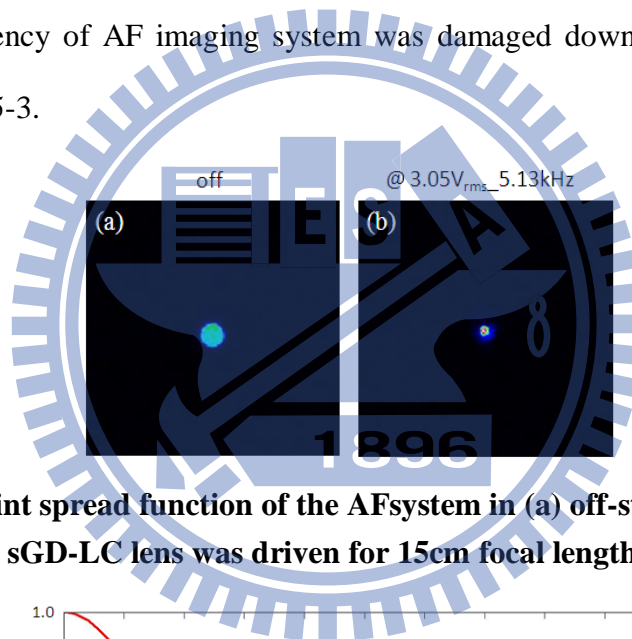 ency of AF imaging system was damaged down
5-3.
off @ 3.05Vrms_5.13kHz
(a) (b)
E S A
8
1896
int spread function of the AFsystem in (a) off-s
sGD-LC lens was driven for 15cm focal length
1.0